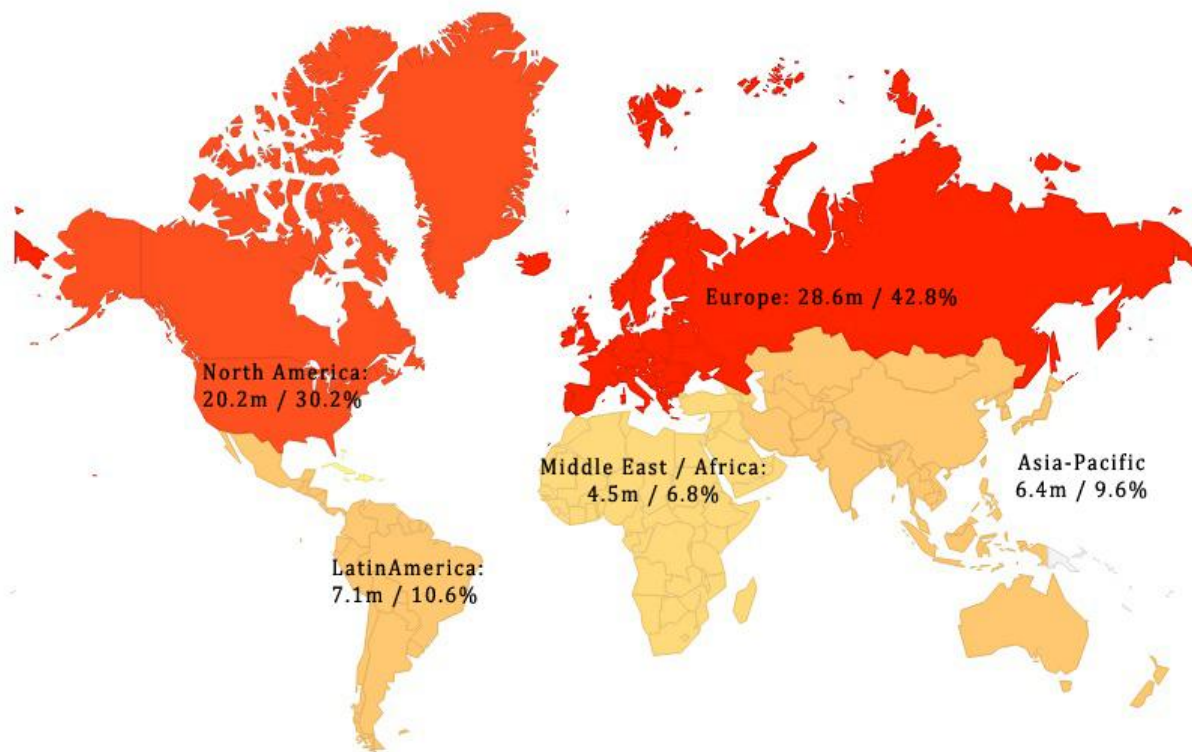 Europe: 28.6m / 42.8%
North America:
20.2m / 30.2%
Middle East / Africa:
4.5m / 6.8%
Asia-Pacific
6.4m / 9.6%
LatinAmerica:
7.1m / 10.6%